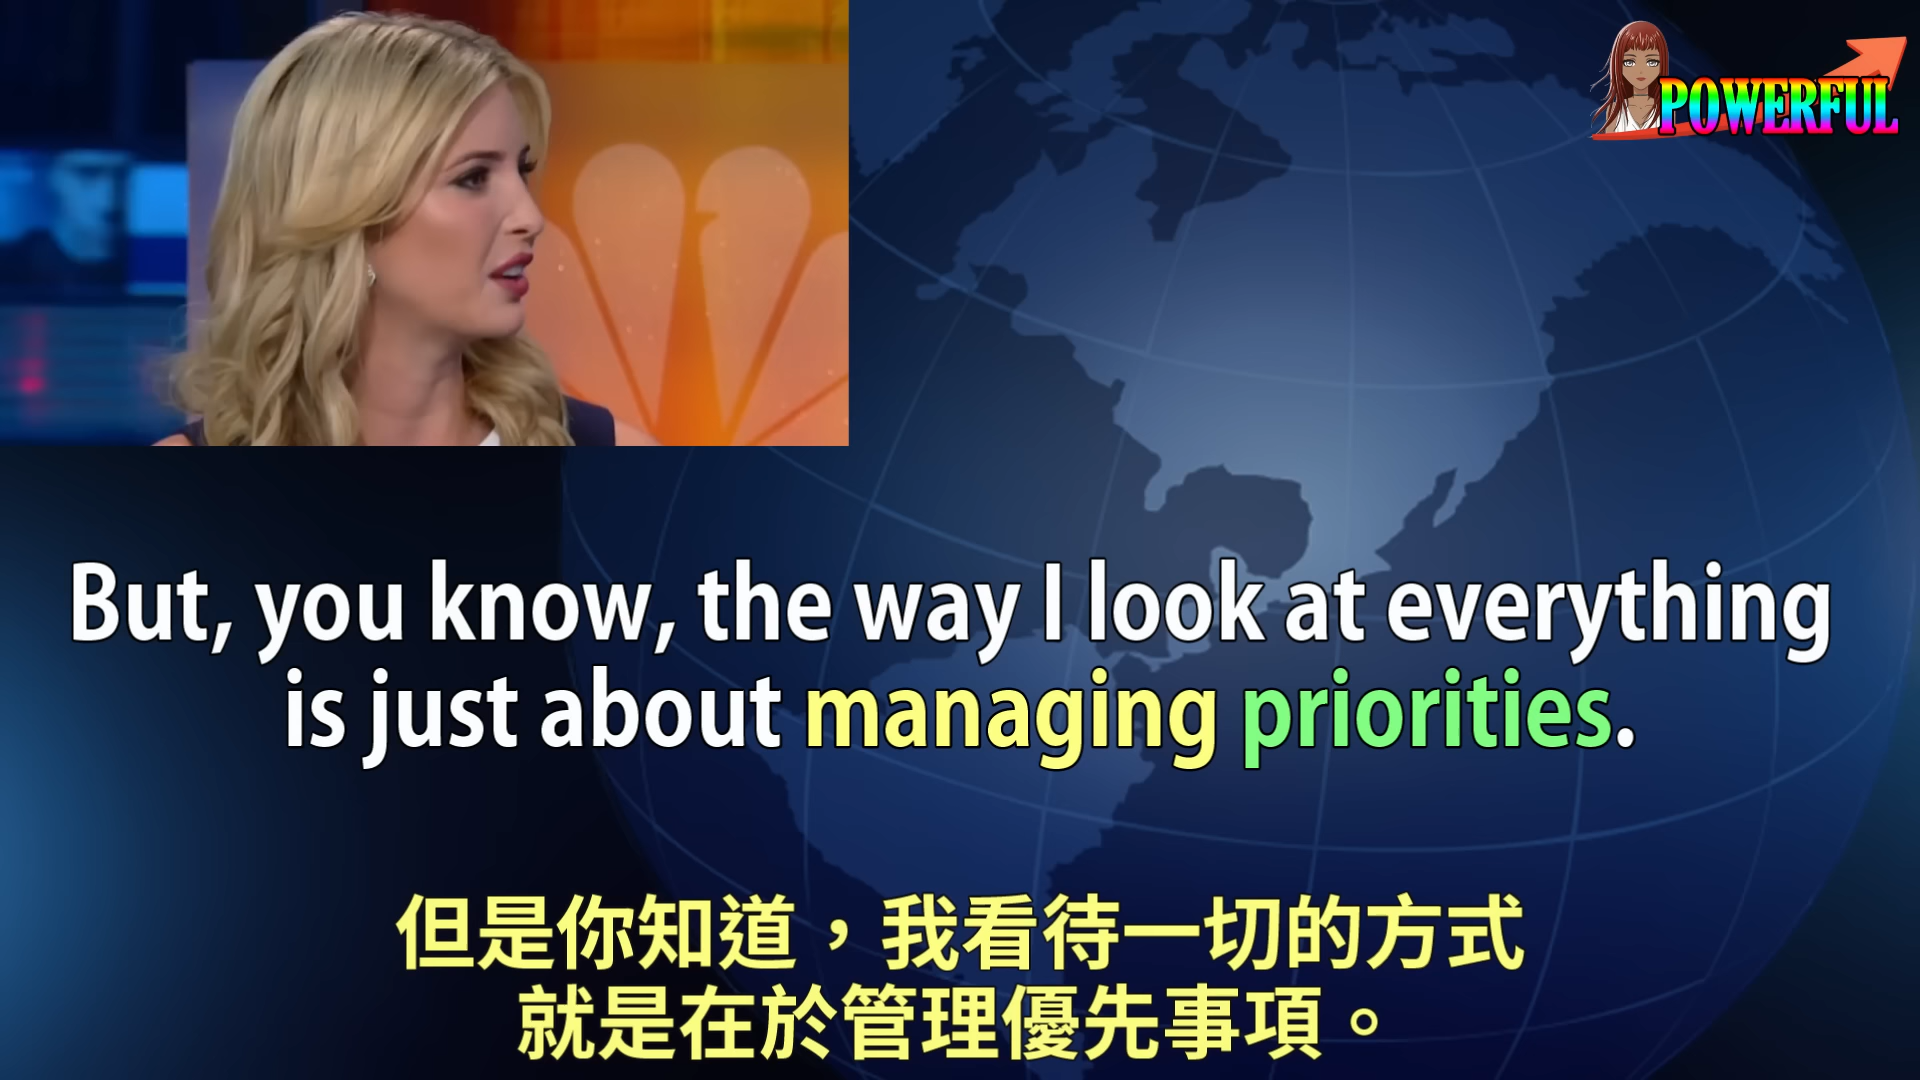 POWERFUL
But, you know, the way I look at everything
is just about managing priorities.
但是你知道，我看待一切的方式
就是在於管理優先事項。